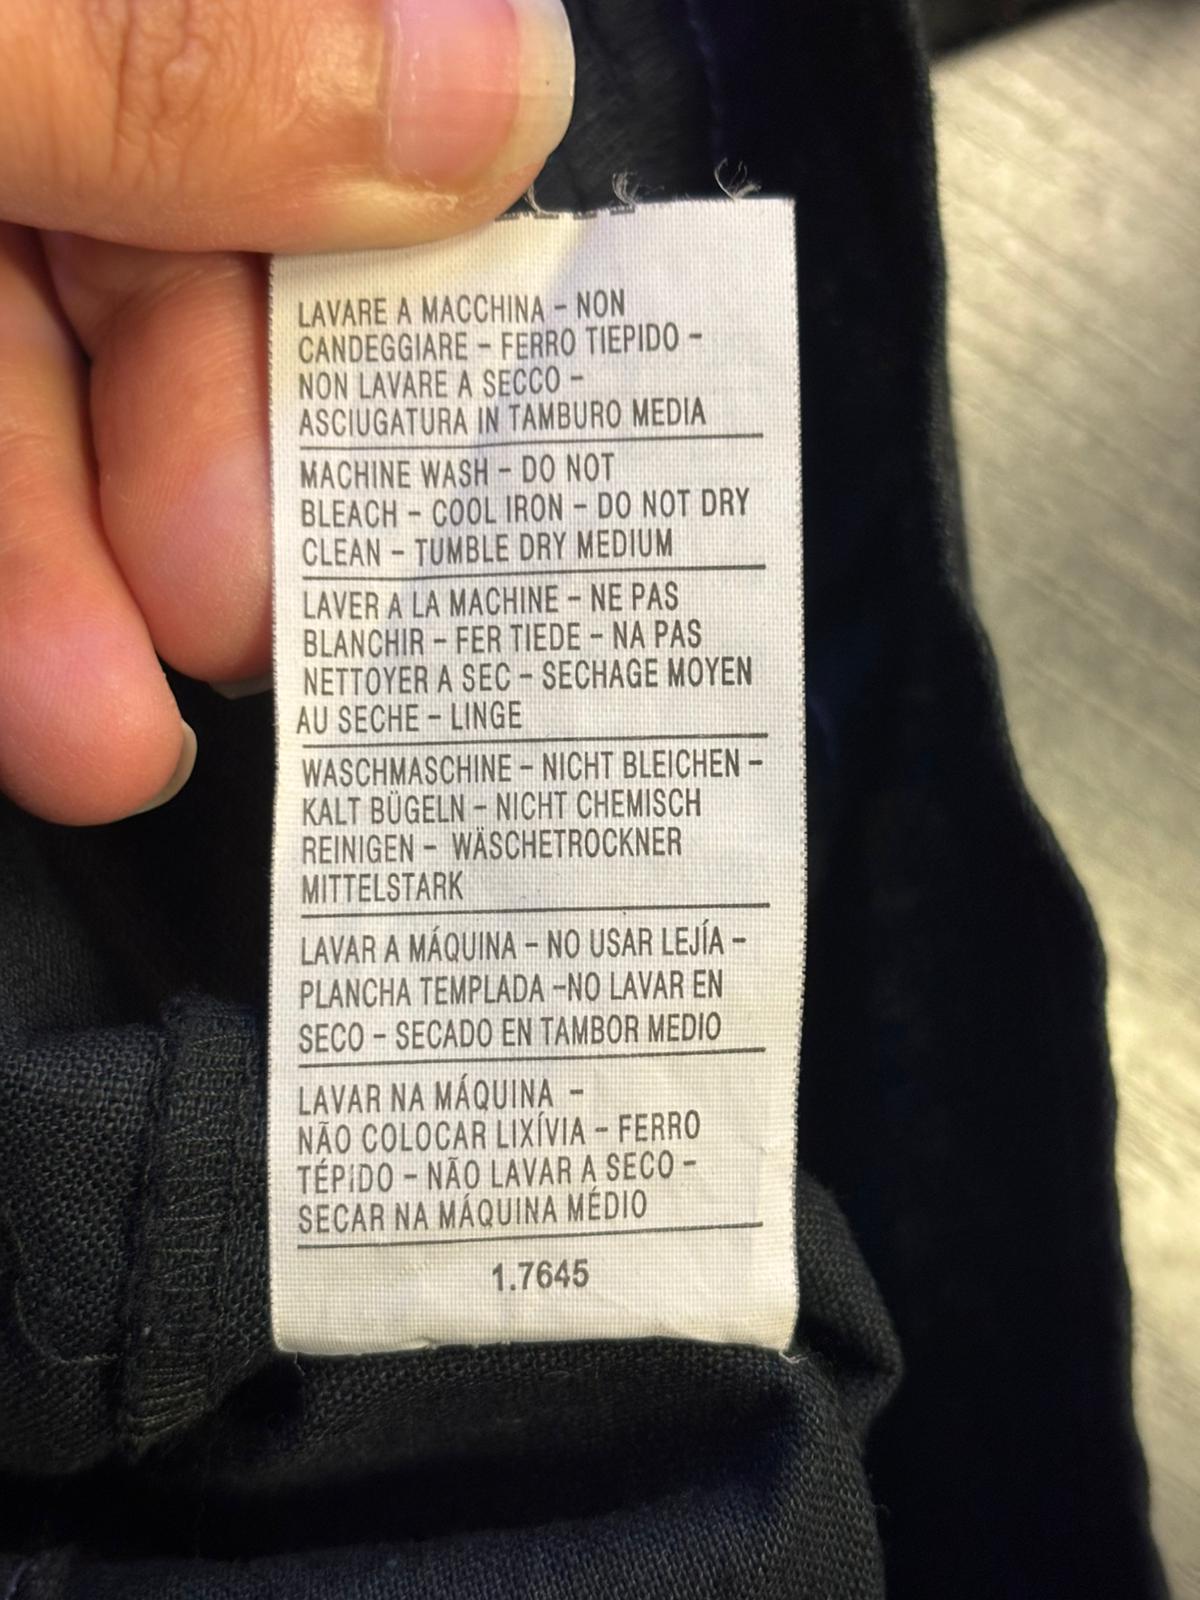 LAVARE A MACCHINA – NON
CANDEGGIARE – FERRO TIEPIDO –
NON LAVARE A SECCO –
ASCIUGATURA IN TAMBURO MEDIA
MACHINE WASH – DO NOT
BLEACH – COOL IRON – DO NOT DRY
CLEAN – TUMBLE DRY MEDIUM
LAVER A LA MACHINE – NE PAS
BLANCHIR – FER TIEDE – NA PAS
NETTOYER A SEC – SECHAGE MOYEN
AU SECHE – LINGE
WASCHMASCHINE – NICHT BLEICHEN –
KALT BÜGELN – NICHT CHEMISCH
REINIGEN – WÄSCHETROCKNER
MITTELSTARK
LAVAR A MÁQUINA – NO USAR LEJÍA –
PLANCHA TEMPLADA –NO LAVAR EN
SECO – SECADO EN TAMBOR MEDIO
LAVAR NA MÁQUINA –
NÃO COLOCAR LIXÍVIA – FERRO
TÉPIDO – NÃO LAVAR A SECO –
SECAR NA MÁQUINA MÉDIO
1.7645